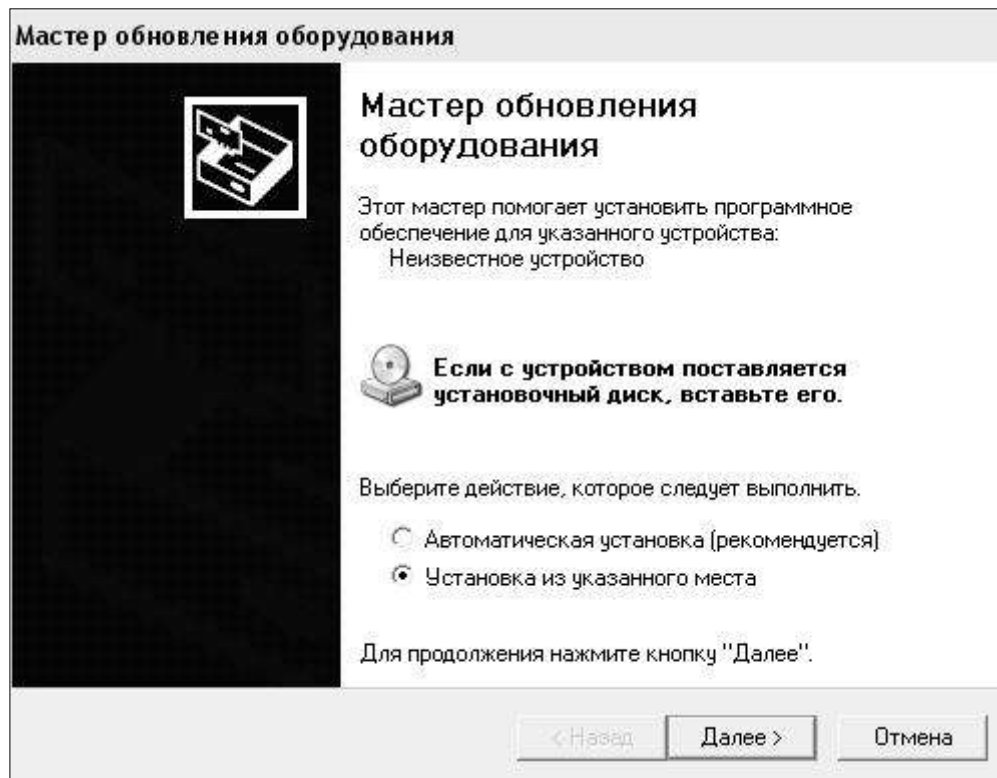 Мастер обновления оборудования
Мастер обновления
оборудования
Этот мастер помогает установить программное
обеспечение для указанного устройства:
Неизвестное устройство
Если с устройством поставляется
установочный диск, вставьте его.
Выберите действие, которое следует выполнить.
Автоматическая установка (рекомендуется)
Установка из указанного места
Для продолжения нажмите кнопку "Далее".
< Назад Далее > Отмена